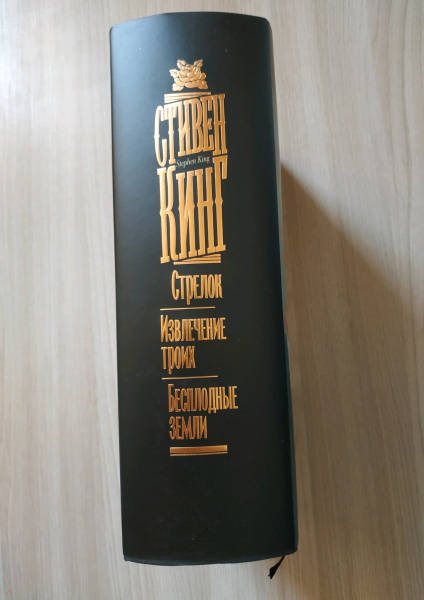 СТИВЕН
Stephen King
КИНГ
Стрелок
Извлечение
троих
Бесплодные
земли